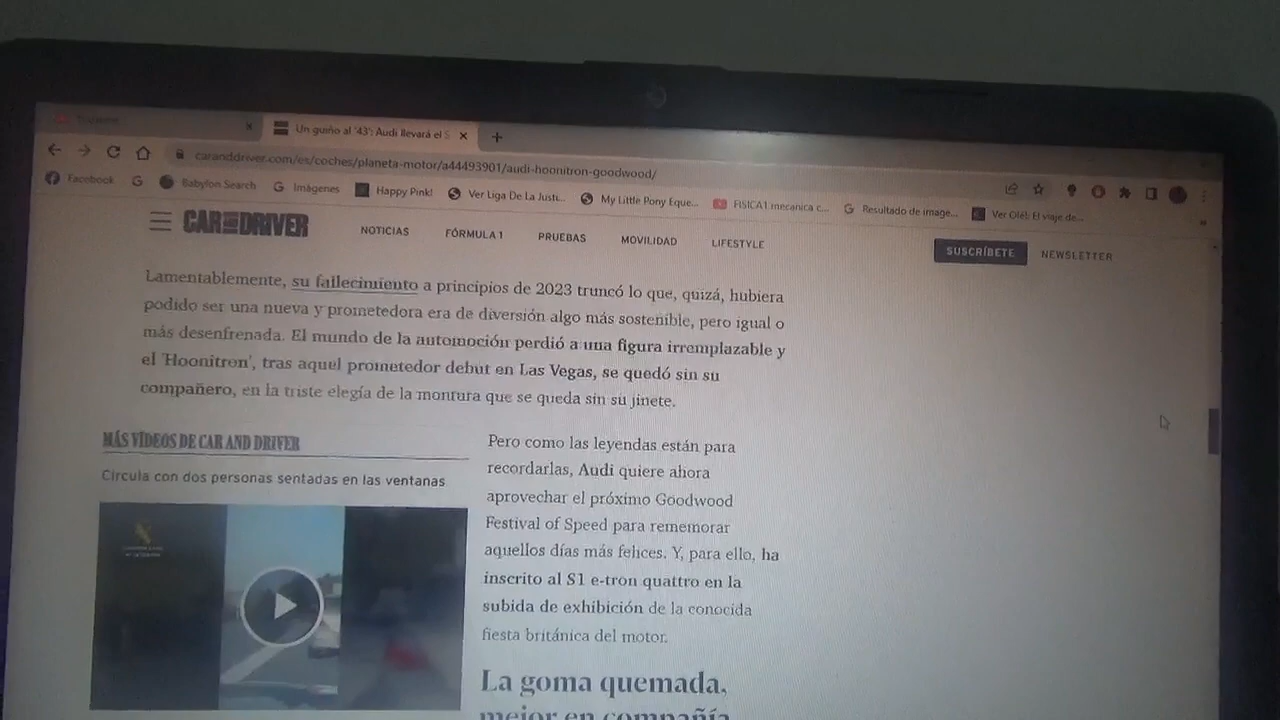 Un guiño al '43': Audi llevará el S
caranddriver.com/es/coches/planeta-motor/a44493901/audi-hoonitron-goodwood/
Facebook
Babylon Search
Imágenes
Happy Pink!
Ver Liga De La Justi...
My Little Pony Eque...
FISICA1 mecanica c...
Resultado de image...
Ver Olé!: El viaje de...
CAR AND DRIVER
NOTICIAS
FÓRMULA 1
PRUEBAS
MOVILIDAD
LIFESTYLE
SUSCRÍBETE
NEWSLETTER
Lamentablemente, su fallecimiento a principios de 2023 truncó lo que, quizá, hubiera
podido ser una nueva y prometedora era de diversión algo más sostenible, pero igual o
más desenfrenada. El mundo de la automoción perdió a una figura irremplazable y
el 'Hoonitron', tras aquel prometedor debut en Las Vegas, se quedó sin su
compañero, en la triste elegía de la montura que se queda sin su jinete.
MÁS VÍDEOS DE CAR AND DRIVER
Circula con dos personas sentadas en las ventanas
Pero como las leyendas están para
recordarlas, Audi quiere ahora
aprovechar el próximo Goodwood
Festival of Speed para rememorar
aquellos días más felices. Y, para ello, ha
inscrito al S1 e-tron quattro en la
subida de exhibición de la conocida
fiesta británica del motor.
La goma quemada,
mejor en compañía